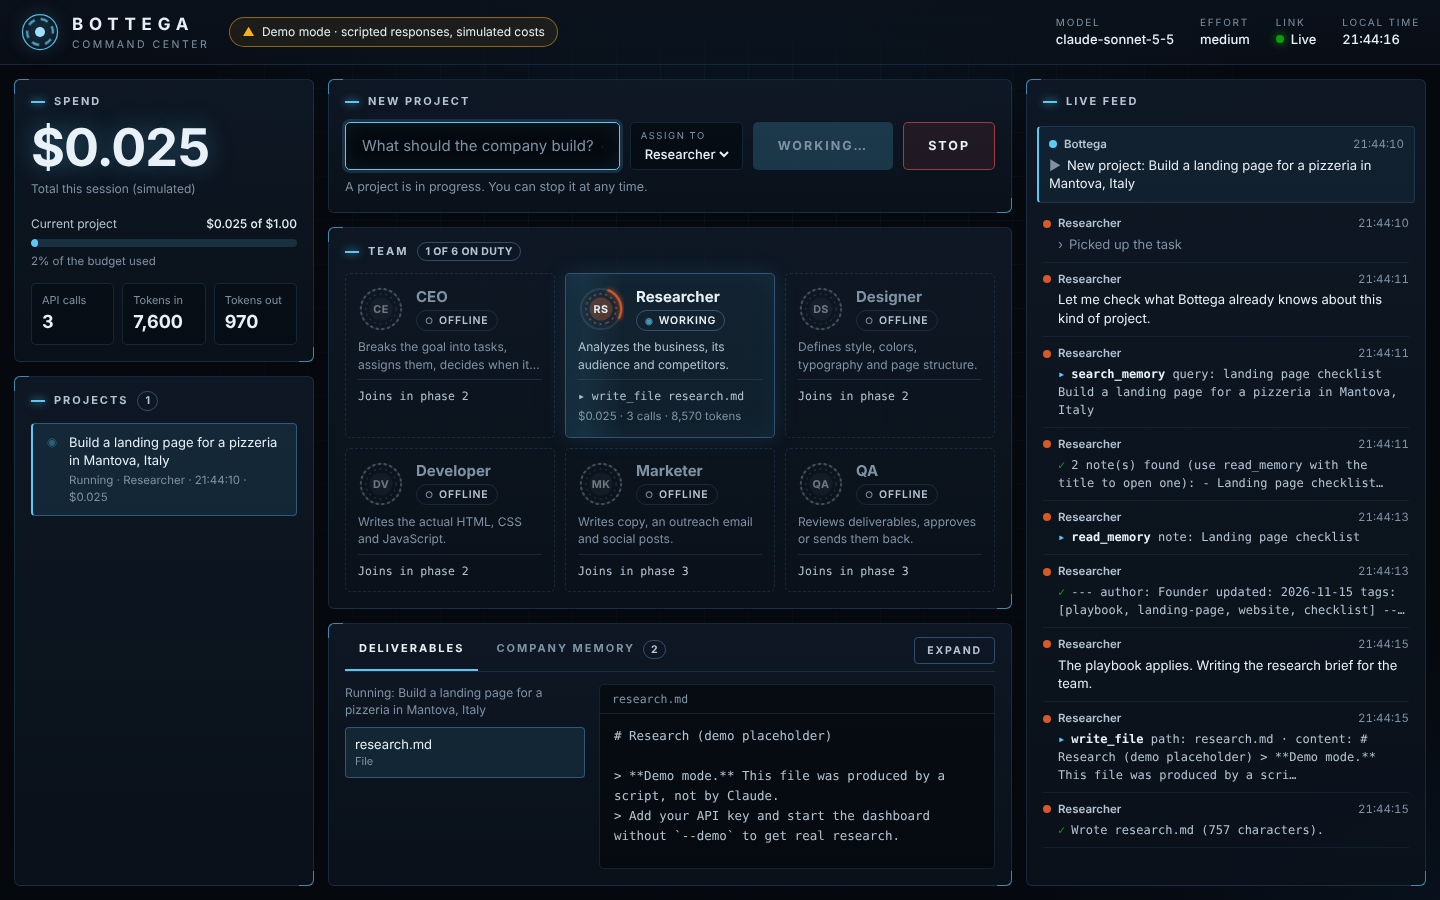 BOTTEGA
COMMAND CENTER
Demo mode · scripted responses, simulated costs
MODEL
claude-sonnet-5-5
EFFORT
medium
LINK
Live
LOCAL TIME
21:44:16
SPEND
$0.025
Total this session (simulated)
Current project $0.025 of $1.00
2% of the budget used
API calls
3
Tokens in
7,600
Tokens out
970
PROJECTS 1
Build a landing page for a pizzeria
in Mantova, Italy
Running · Researcher · 21:44:10 ·
$0.025
NEW PROJECT
What should the company build?
ASSIGN TO
Researcher
WORKING…
STOP
A project is in progress. You can stop it at any time.
TEAM 1 OF 6 ON DUTY
CE
CEO
OFFLINE
Breaks the goal into tasks,
assigns them, decides when it…
Joins in phase 2
RS
Researcher
WORKING
Analyzes the business, its
audience and competitors.
▸ write_file research.md
$0.025 · 3 calls · 8,570 tokens
DS
Designer
OFFLINE
Defines style, colors,
typography and page structure.
Joins in phase 2
DV
Developer
OFFLINE
Writes the actual HTML, CSS
and JavaScript.
Joins in phase 2
MK
Marketer
OFFLINE
Writes copy, an outreach email
and social posts.
Joins in phase 3
QA
QA
OFFLINE
Reviews deliverables, approves
or sends them back.
Joins in phase 3
DELIVERABLES
COMPANY MEMORY 2
EXPAND
Running: Build a landing page for a
pizzeria in Mantova, Italy
research.md
File
research.md
# Research (demo placeholder)
> **Demo mode.** This file was produced by a
script, not by Claude.
> Add your API key and start the dashboard
without `--demo` to get real research.
LIVE FEED
Bottega 21:44:10
▶ New project: Build a landing page for a pizzeria in
Mantova, Italy
Researcher 21:44:10
› Picked up the task
Researcher 21:44:11
Let me check what Bottega already knows about this
kind of project.
Researcher 21:44:11
▸ search_memory query: landing page checklist
Build a landing page for a pizzeria in Mantova,
Italy
Researcher 21:44:11
✓ 2 note(s) found (use read_memory with the
title to open one): - Landing page checklist…
Researcher 21:44:13
▸ read_memory note: Landing page checklist
Researcher 21:44:13
✓ --- author: Founder updated: 2026-11-15 tags:
[playbook, landing-page, website, checklist] --…
Researcher 21:44:15
The playbook applies. Writing the research brief for the
team.
Researcher 21:44:15
▸ write_file path: research.md · content: #
Research (demo placeholder) > **Demo mode.**
This file was produced by a scri…
Researcher 21:44:15
✓ Wrote research.md (757 characters).